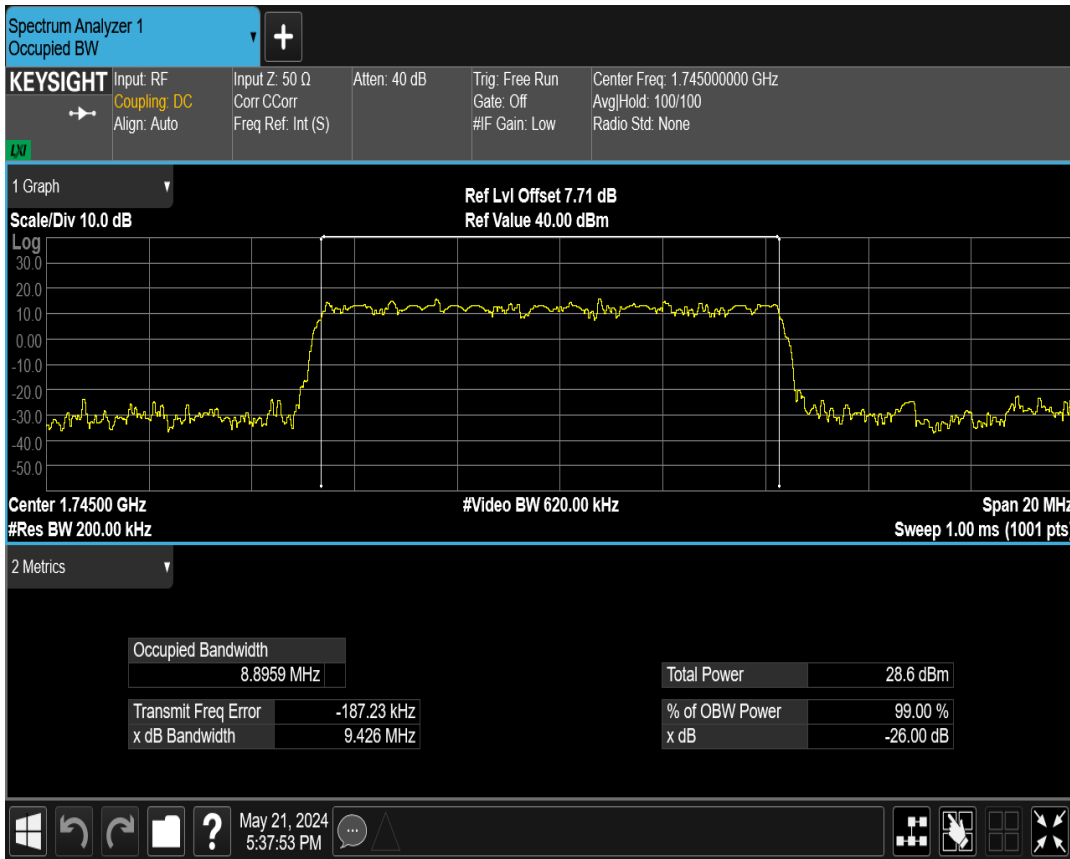 Spectrum Analyzer 1
Occupied BW
+
KEYSIGHT
LXI
Input: RF
Coupling: DC
Align: Auto
Input Z: 50 Ω
Corr CCorr
Freq Ref: Int (S)
Atten: 40 dB
Trig: Free Run
Gate: Off
#IF Gain: Low
Center Freq: 1.745000000 GHz
Avg|Hold: 100/100
Radio Std: None
1 Graph
Scale/Div 10.0 dB
Ref Lvl Offset 7.71 dB
Ref Value 40.00 dBm
Log
30.0
20.0
10.0
0.00
-10.0
-20.0
-30.0
-40.0
-50.0
Center 1.74500 GHz
#Video BW 620.00 kHz
Span 20 MHz
#Res BW 200.00 kHz
Sweep 1.00 ms (1001 pts)
2 Metrics
Occupied Bandwidth
8.8959 MHz
Total Power 28.6 dBm
Transmit Freq Error -187.23 kHz
% of OBW Power 99.00 %
x dB Bandwidth 9.426 MHz
x dB -26.00 dB
?
May 21, 2024
5:37:53 PM